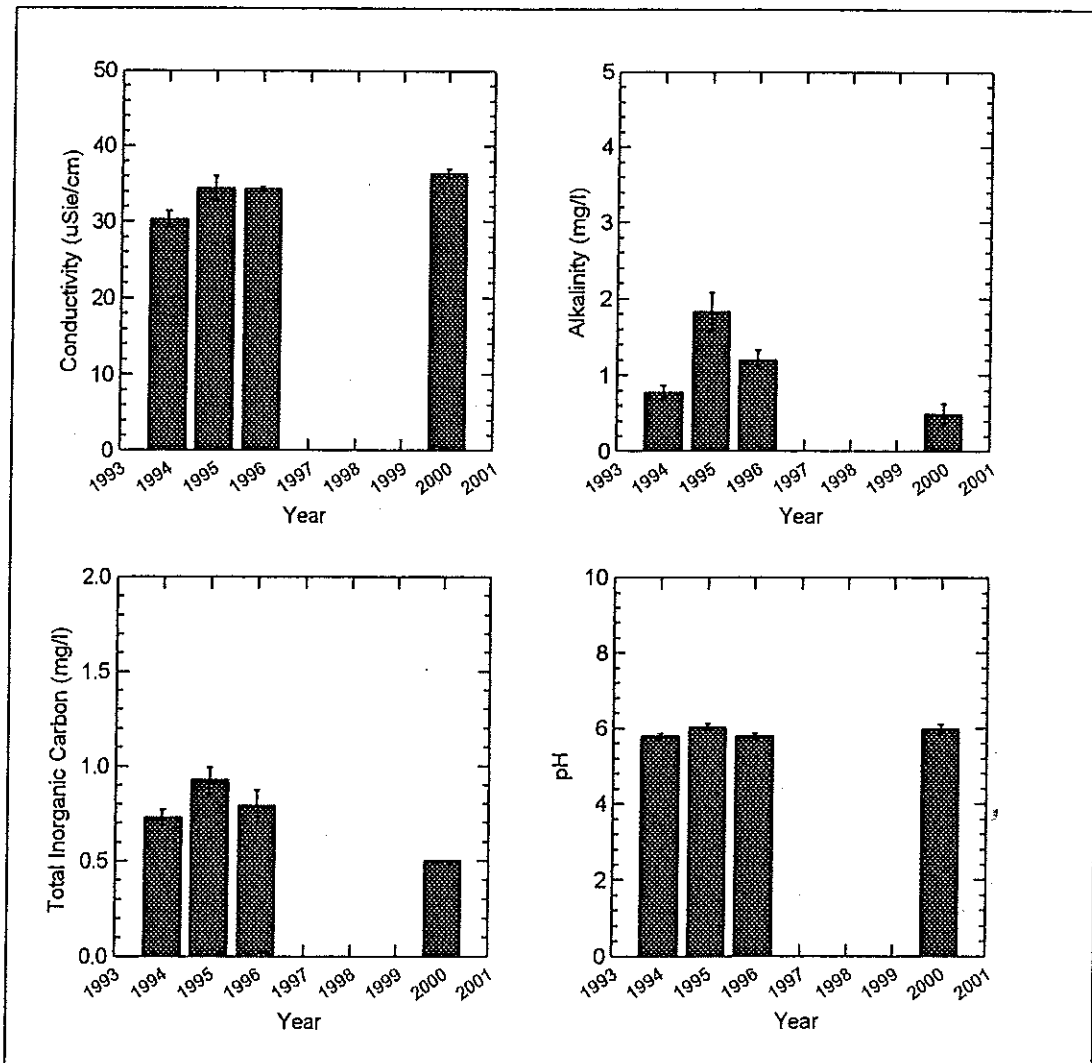 50
40
30
20
10
0
Conductivity (uSie/cm)
1993 1994 1995 1996 1997 1998 1999 2000 2001
Year
5
4
3
2
1
0
Alkalinity (mg/l)
1993 1994 1995 1996 1997 1998 1999 2000 2001
Year
2.0
1.5
1.0
0.5
0.0
Total Inorganic Carbon (mg/l)
1993 1994 1995 1996 1997 1998 1999 2000 2001
Year
10
8
6
4
2
0
pH
1993 1994 1995 1996 1997 1998 1999 2000 2001
Year